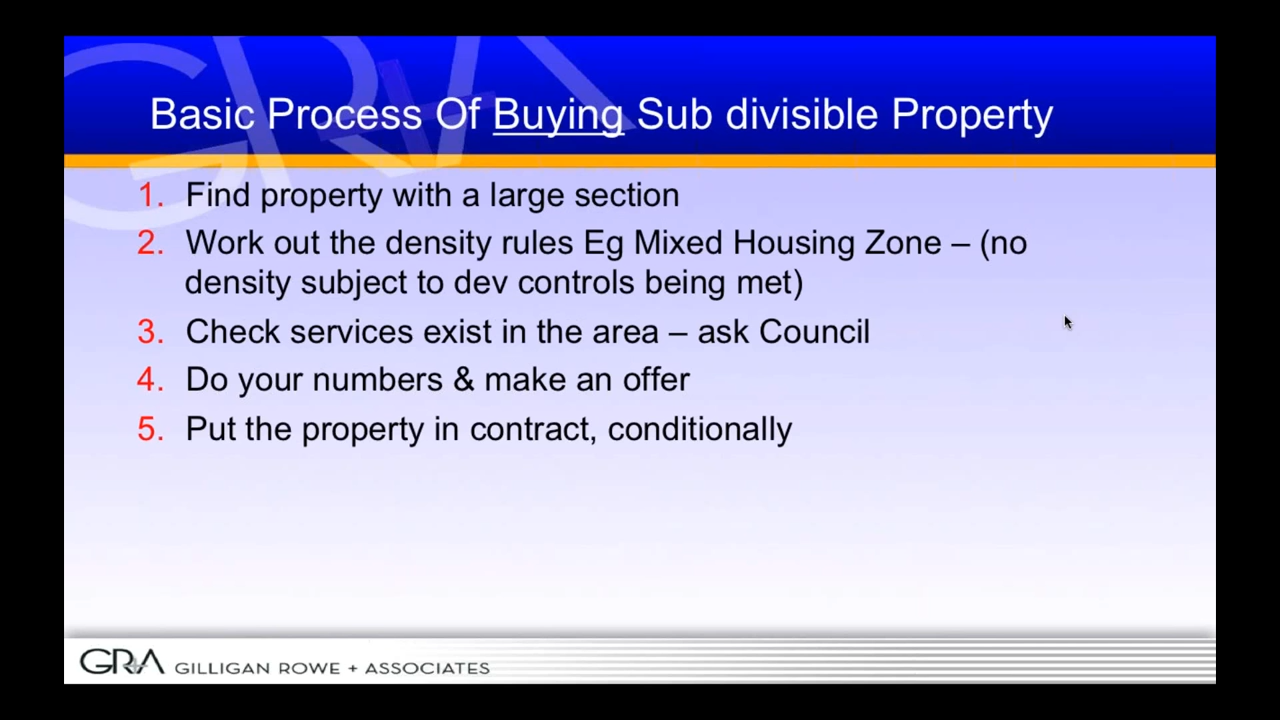 Basic Process Of Buying Sub divisible Property
1. Find property with a large section
2. Work out the density rules Eg Mixed Housing Zone – (no
density subject to dev controls being met)
3. Check services exist in the area – ask Council
4. Do your numbers & make an offer
5. Put the property in contract, conditionally
GRA GILLIGAN ROWE + ASSOCIATES